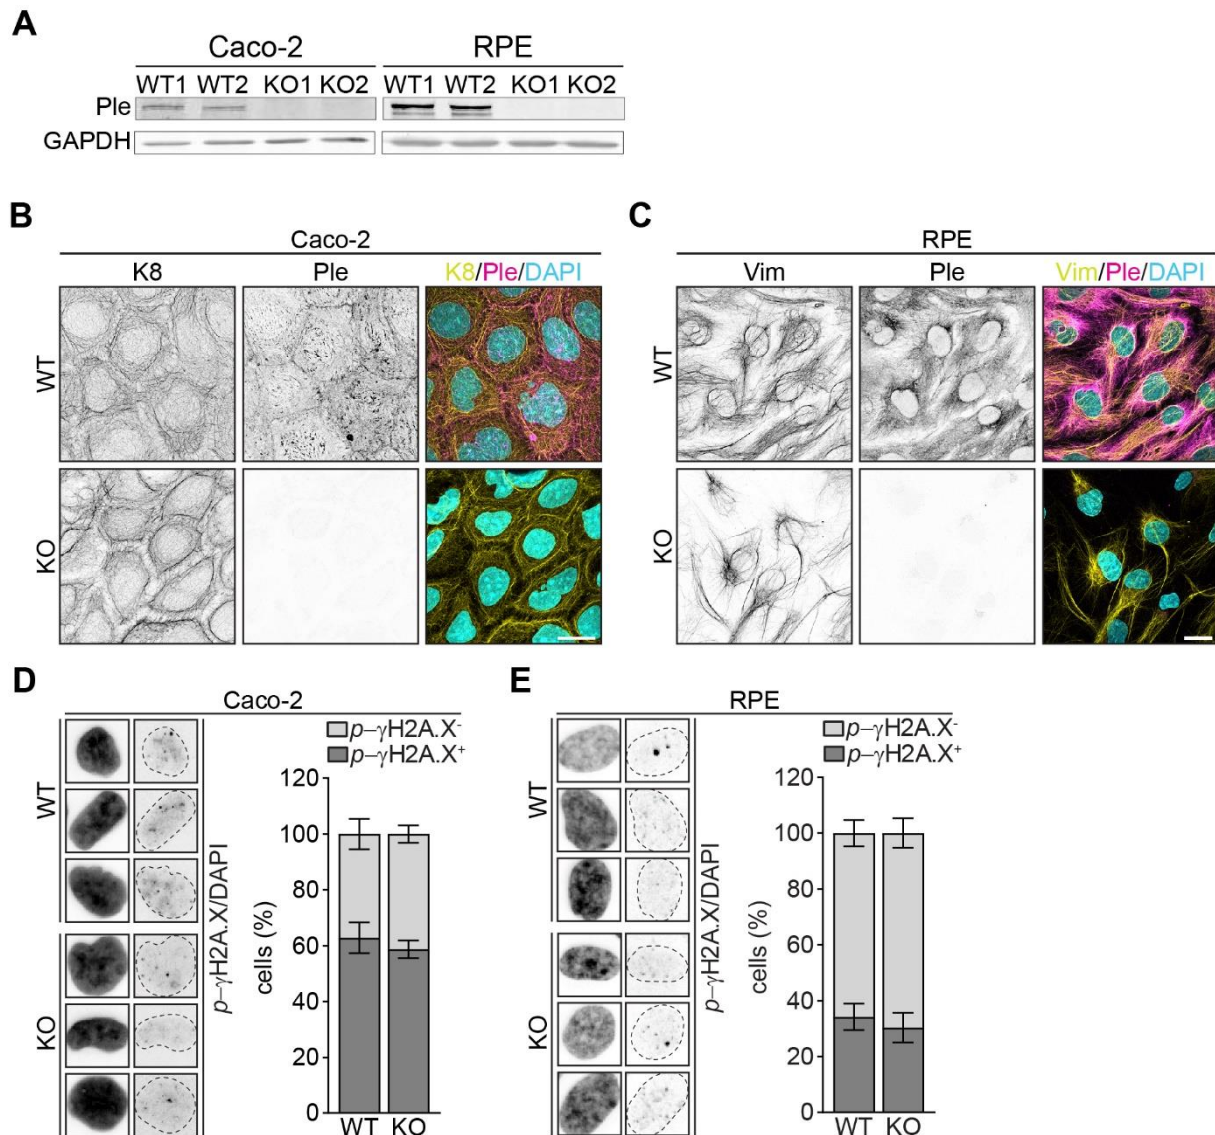 A
Caco-2 RPE
WT1 WT2 KO1 KO2 WT1 WT2 KO1 KO2
Ple
GAPDH
B
Caco-2
K8 Ple K8/Ple/DAPI
WT
KO
C
RPE
Vim Ple Vim/Ple/DAPI
WT
KO
D
Caco-2
WT
KO
p–γH2A.X/DAPI
p–γH2A.X⁻
p–γH2A.X⁺
cells (%)
120
100
80
60
40
20
0
WT KO
E
RPE
WT
KO
p–γH2A.X/DAPI
p–γH2A.X⁻
p–γH2A.X⁺
cells (%)
120
100
80
60
40
20
0
WT KO